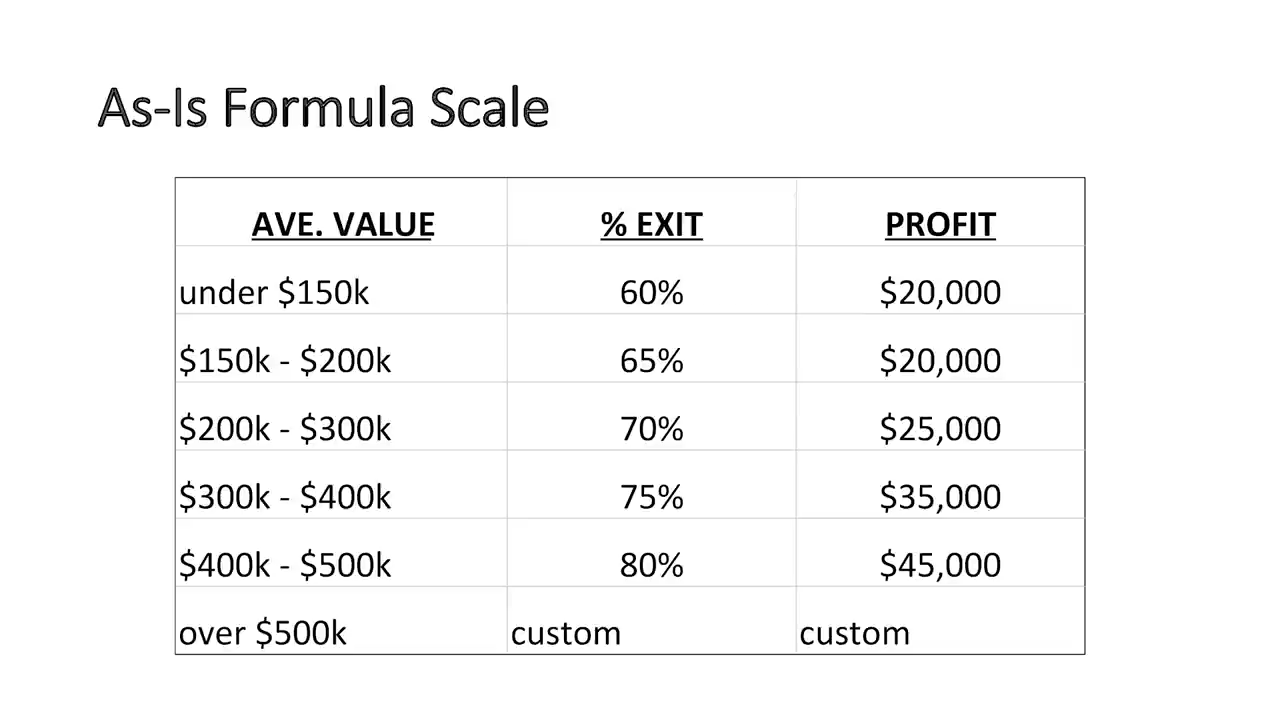 As-Is Formula Scale
AVE. VALUE % EXIT PROFIT
under $150k 60% $20,000
$150k - $200k 65% $20,000
$200k - $300k 70% $25,000
$300k - $400k 75% $35,000
$400k - $500k 80% $45,000
over $500k custom custom